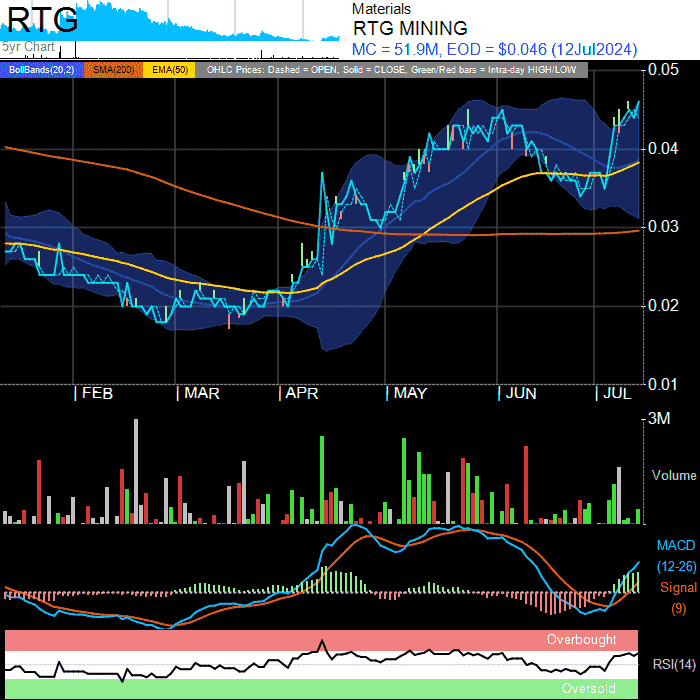 RTG
5yr Chart
Materials
RTG MINING
MC = 51.9M, EOD = $0.046 (12Jul2024)
BollBands(20,2) SMA(200) EMA(50) OHLC Prices: Dashed = OPEN, Solid = CLOSE, Green/Red bars = Intra-day HIGH/LOW
0.05
0.04
0.03
0.02
0.01
FEB MAR APR MAY JUN JUL
3M
Volume
MACD
(12-26)
Signal
(9)
Overbought
RSI(14)
Oversold